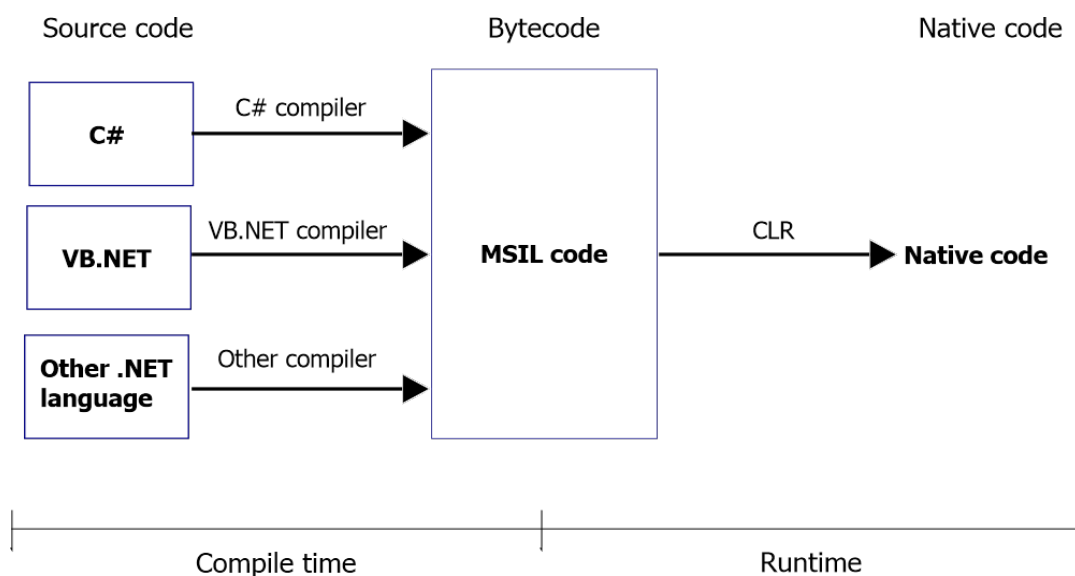 Source code
Bytecode
Native code
C#
C# compiler
VB.NET
VB.NET compiler
MSIL code
CLR
Native code
Other .NET
language
Other compiler
Compile time
Runtime